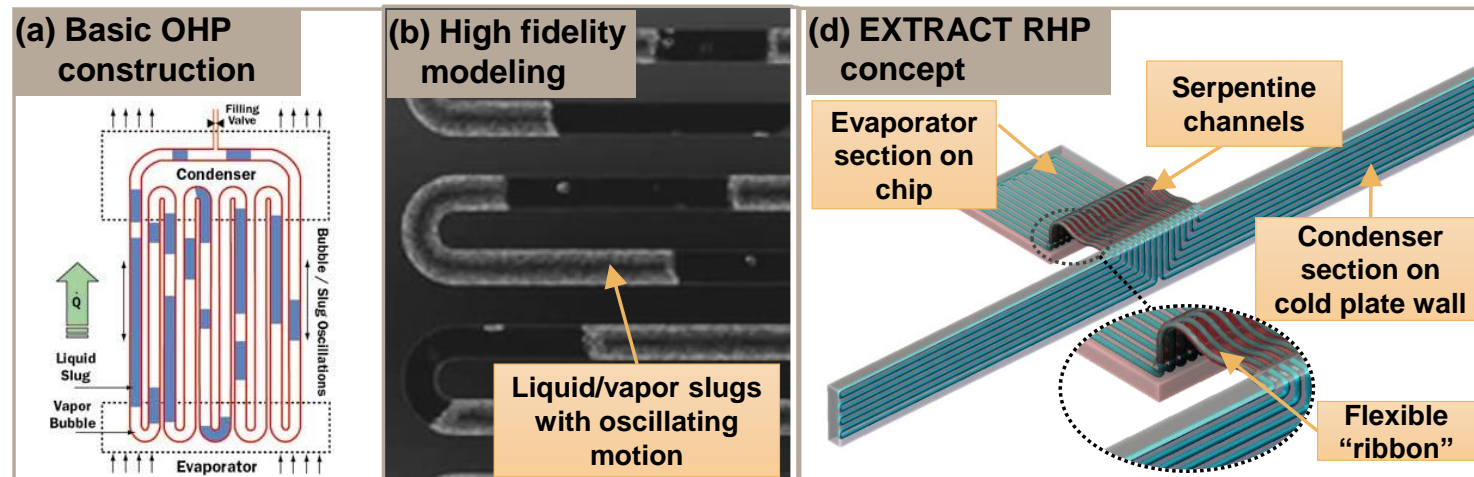 (a) Basic OHP
construction
Filling
Valve
Condenser
Bubble / Slug Oscillations
Q̇
Liquid
Slug
Vapor
Bubble
Evaporator
(b) High fidelity
modeling
Liquid/vapor slugs
with oscillating
motion
(d) EXTRACT RHP
concept
Evaporator
section on
chip
Serpentine
channels
Condenser
section on
cold plate wall
Flexible
“ribbon”